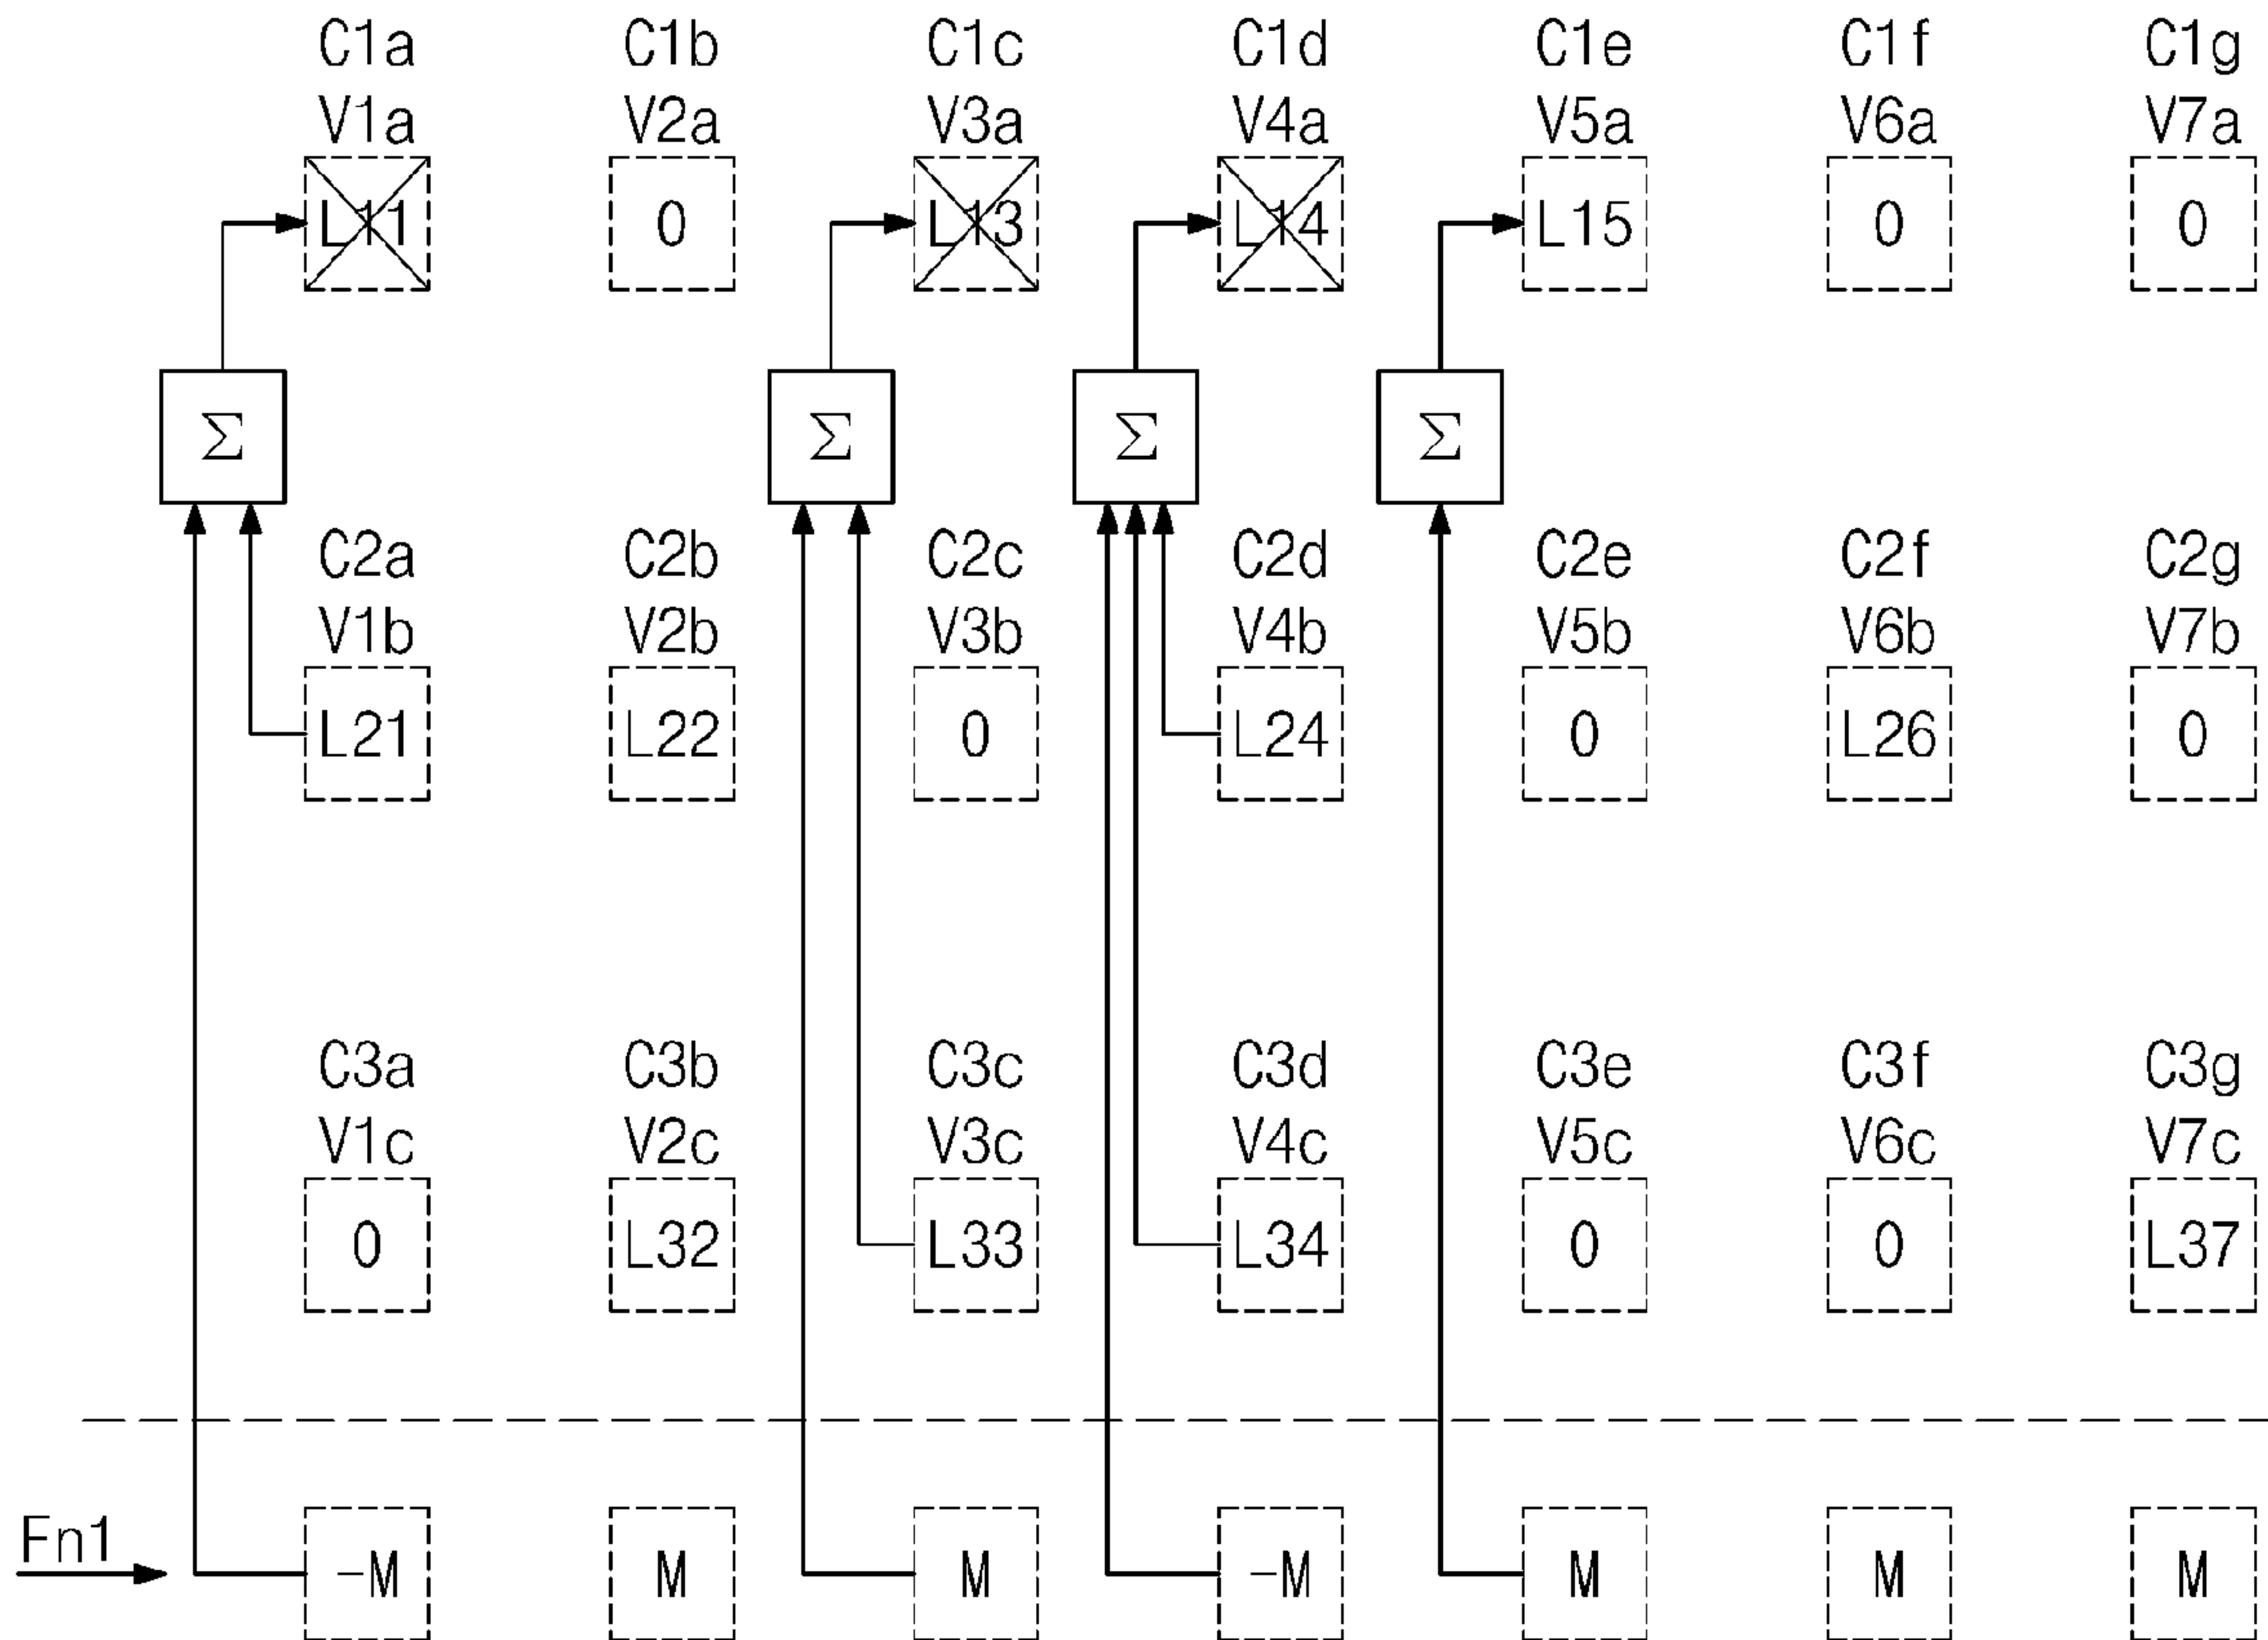 C1a C1b C1c C1d C1e C1f C1g
V1a V2a V3a V4a V5a V6a V7a
L11 0 L13 L14 L15 0 0
Σ Σ Σ Σ
C2a C2b C2c C2d C2e C2f C2g
V1b V2b V3b V4b V5b V6b V7b
L21 L22 0 L24 0 L26 0
C3a C3b C3c C3d C3e C3f C3g
V1c V2c V3c V4c V5c V6c V7c
0 L32 L33 L34 0 0 L37
Fn1 -M M M -M M M M